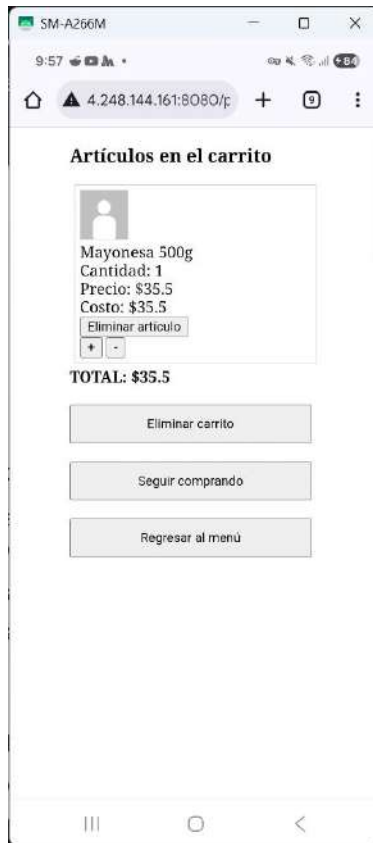 SM-A266M
9:57
84
4.248.144.161:8080/p
9
Artículos en el carrito
Mayonesa 500g
Cantidad: 1
Precio: $35.5
Costo: $35.5
Eliminar artículo
+ -
TOTAL: $35.5
Eliminar carrito
Seguir comprando
Regresar al menú